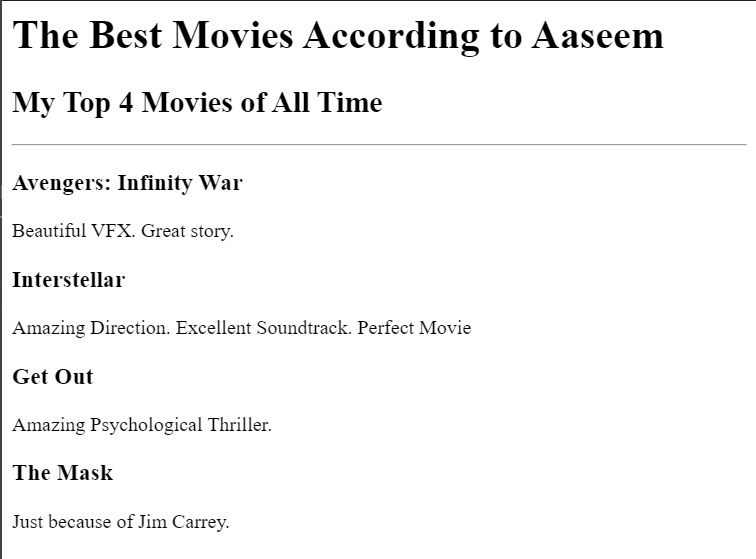 The Best Movies According to Aaseem
My Top 4 Movies of All Time
Avengers: Infinity War
Beautiful VFX. Great story.
Interstellar
Amazing Direction. Excellent Soundtrack. Perfect Movie
Get Out
Amazing Psychological Thriller.
The Mask
Just because of Jim Carrey.